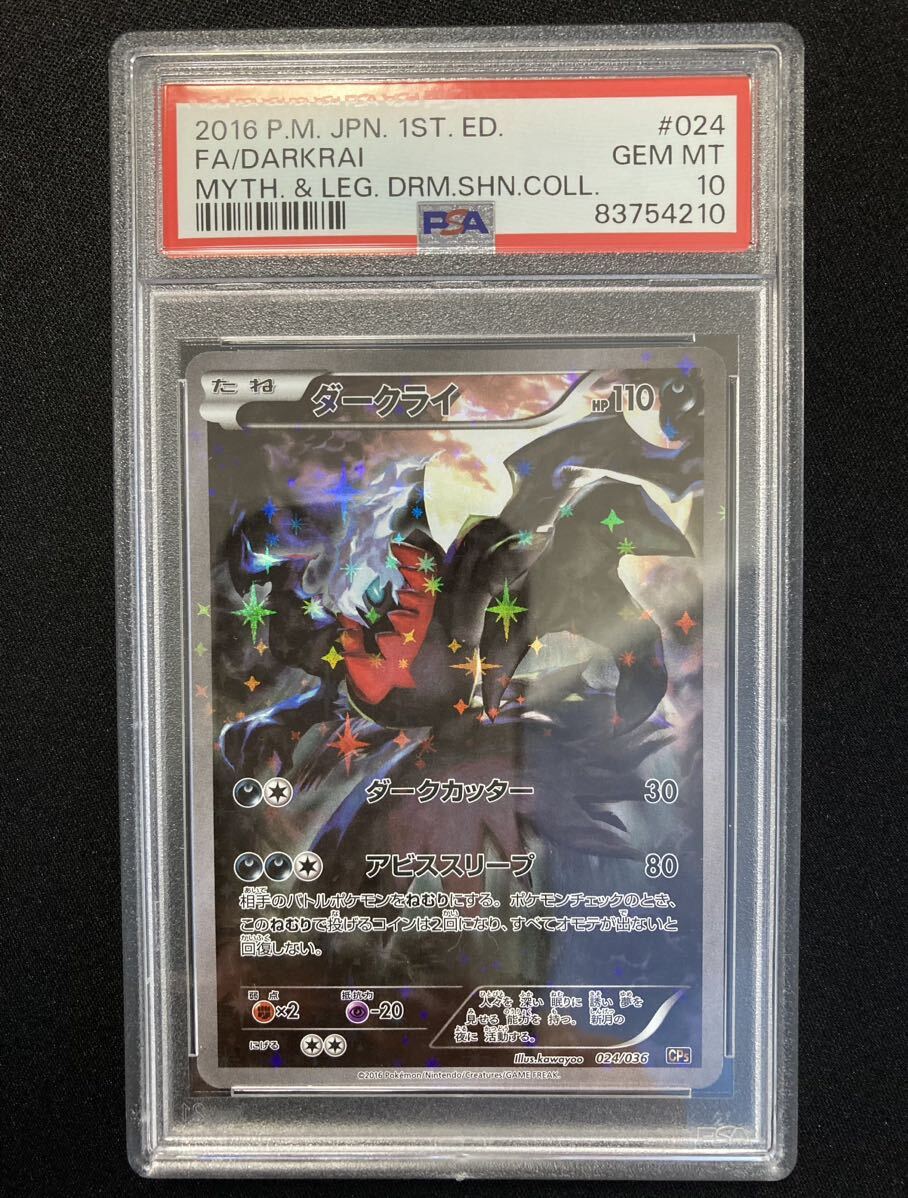 2016 P.M. JPN. 1ST. ED. #024
FA/DARKRAI GEM MT
MYTH. & LEG. DRM.SHN.COLL. 10
PSA 83754210
たね ダークライ HP110
ダークカッター 30
アビススリープ 80
相手のバトルポケモンをねむりにする。ポケモンチェックのとき、
このねむりで投げるコインは2回になり、すべてオモテが出ないと
回復しない。
弱点 抵抗力
×2 -20
にげる
人々を 深い 眠りに 誘い 夢を
見せる 能力を 持つ。 新月の
夜に 活動する。
Illus.kawayoo 024/036 CP5
©2016 Pokémon/Nintendo/Creatures/GAME FREAK.